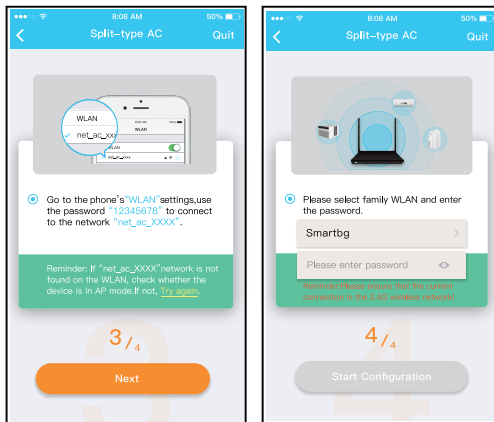 8:08 AM
50%
Split-type AC
Quit
WLAN
net_ac_xxx
WLAN
Go to the phone's"WLAN"settings,use
the password "12345678" to connect
to the network "net_ac_XXXX".
Reminder: If "net_ac_XXXX"network is not
found on the WLAN, check whether the
device is in AP mode.If not, Try again.
3/4
Next
8:08 AM
50%
Split-type AC
Quit
Please select family WLAN and enter
the password.
Smartbg
Please enter password
Reminder:Please ensure that the current
connection is the 2.4G wireless network!
4/4
Start Configuration